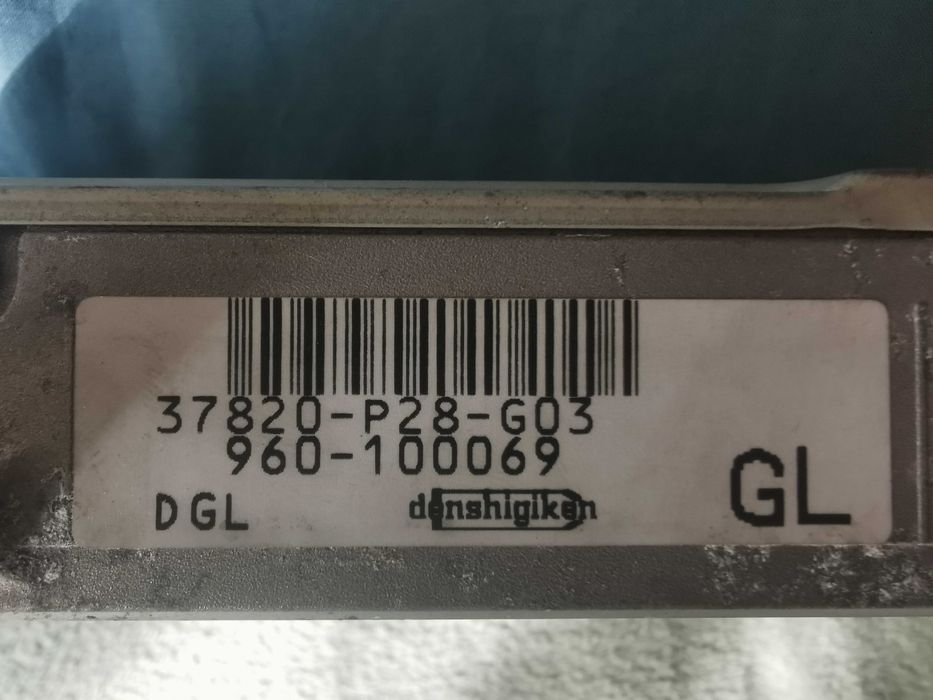 37820-P28-G03
960-100069
DGL denshigiken GL